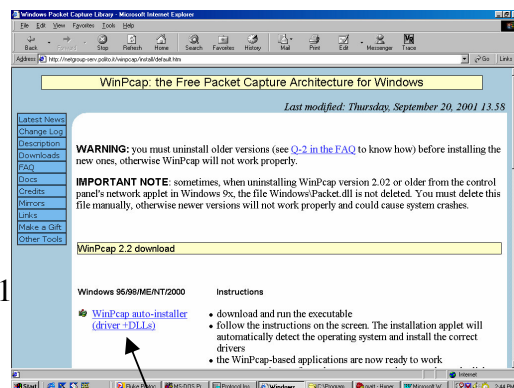 Windows Packet Capture Library - Microsoft Internet Explorer
File Edit View Favorites Tools Help
Back Forward Stop Refresh Home Search Favorites History Mail Print Edit Messenger Trace
Address http://netgroup-serv.polito.it/winpcap/install/default.htm Go Links
WinPcap: the Free Packet Capture Architecture for Windows
Last modified: Thursday, September 20, 2001 13.58
Latest News
Change Log
Description
Downloads
FAQ
Docs
Credits
Mirrors
Links
Make a Gift
Other Tools
WARNING: you must uninstall older versions (see Q-2 in the FAQ to know how) before installing the
new ones, otherwise WinPcap will not work properly.
IMPORTANT NOTE: sometimes, when uninstalling WinPcap version 2.02 or older from the control
panel's network applet in Windows 9x, the file Windows\Packet.dll is not deleted. You must delete this
file manually, otherwise newer versions will not work properly and could cause system crashes.
WinPcap 2.2 download
Windows 95/98/ME/NT/2000 Instructions
1
WinPcap auto-installer
(driver +DLLs)
• download and run the executable
• follow the instructions on the screen. The installation applet will
automatically detect the operating system and install the correct
drivers
• the WinPcap-based applications are now ready to work
Internet
Start MS-DOS Protocol Windows Program Microsoft W 2:44 PM